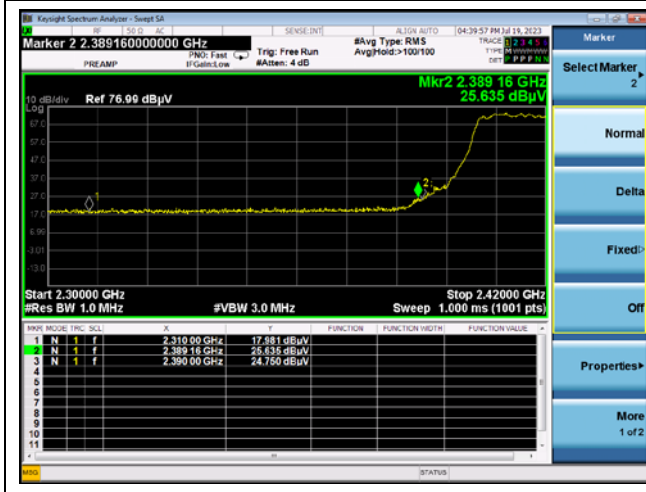 Keysight Spectrum Analyzer - Swept SA
RF 50 Ω AC SENSE:INT ALIGN AUTO 04:39:57 PM Jul 19, 2023
Marker 2 2.389160000000 GHz
PREAMP
PNO: Fast
IFGain:Low
Trig: Free Run
#Atten: 4 dB
#Avg Type: RMS
Avg|Hold:>100/100
TRACE 1 2 3 4 5
TYPE M
DET P P P P N N
Mkr2 2.389 16 GHz
25.635 dBµV
10 dB/div Ref 76.99 dBµV
Log
67.0
57.0
47.0
37.0
27.0
17.0
6.99
-3.01
-13.0
1
2
Start 2.30000 GHz Stop 2.42000 GHz
#Res BW 1.0 MHz #VBW 3.0 MHz Sweep 1.000 ms (1001 pts)
MKR MODE TRC SCL X Y FUNCTION FUNCTION WIDTH FUNCTION VALUE
1 N 1 f 2.310 00 GHz 17.981 dBµV
2 N 1 f 2.389 16 GHz 25.635 dBµV
3 N 1 f 2.390 00 GHz 24.750 dBµV
4
5
6
7
8
9
10
11
MSG STATUS
Marker
Select Marker
2
Normal
Delta
Fixed
Off
Properties
More
1 of 2